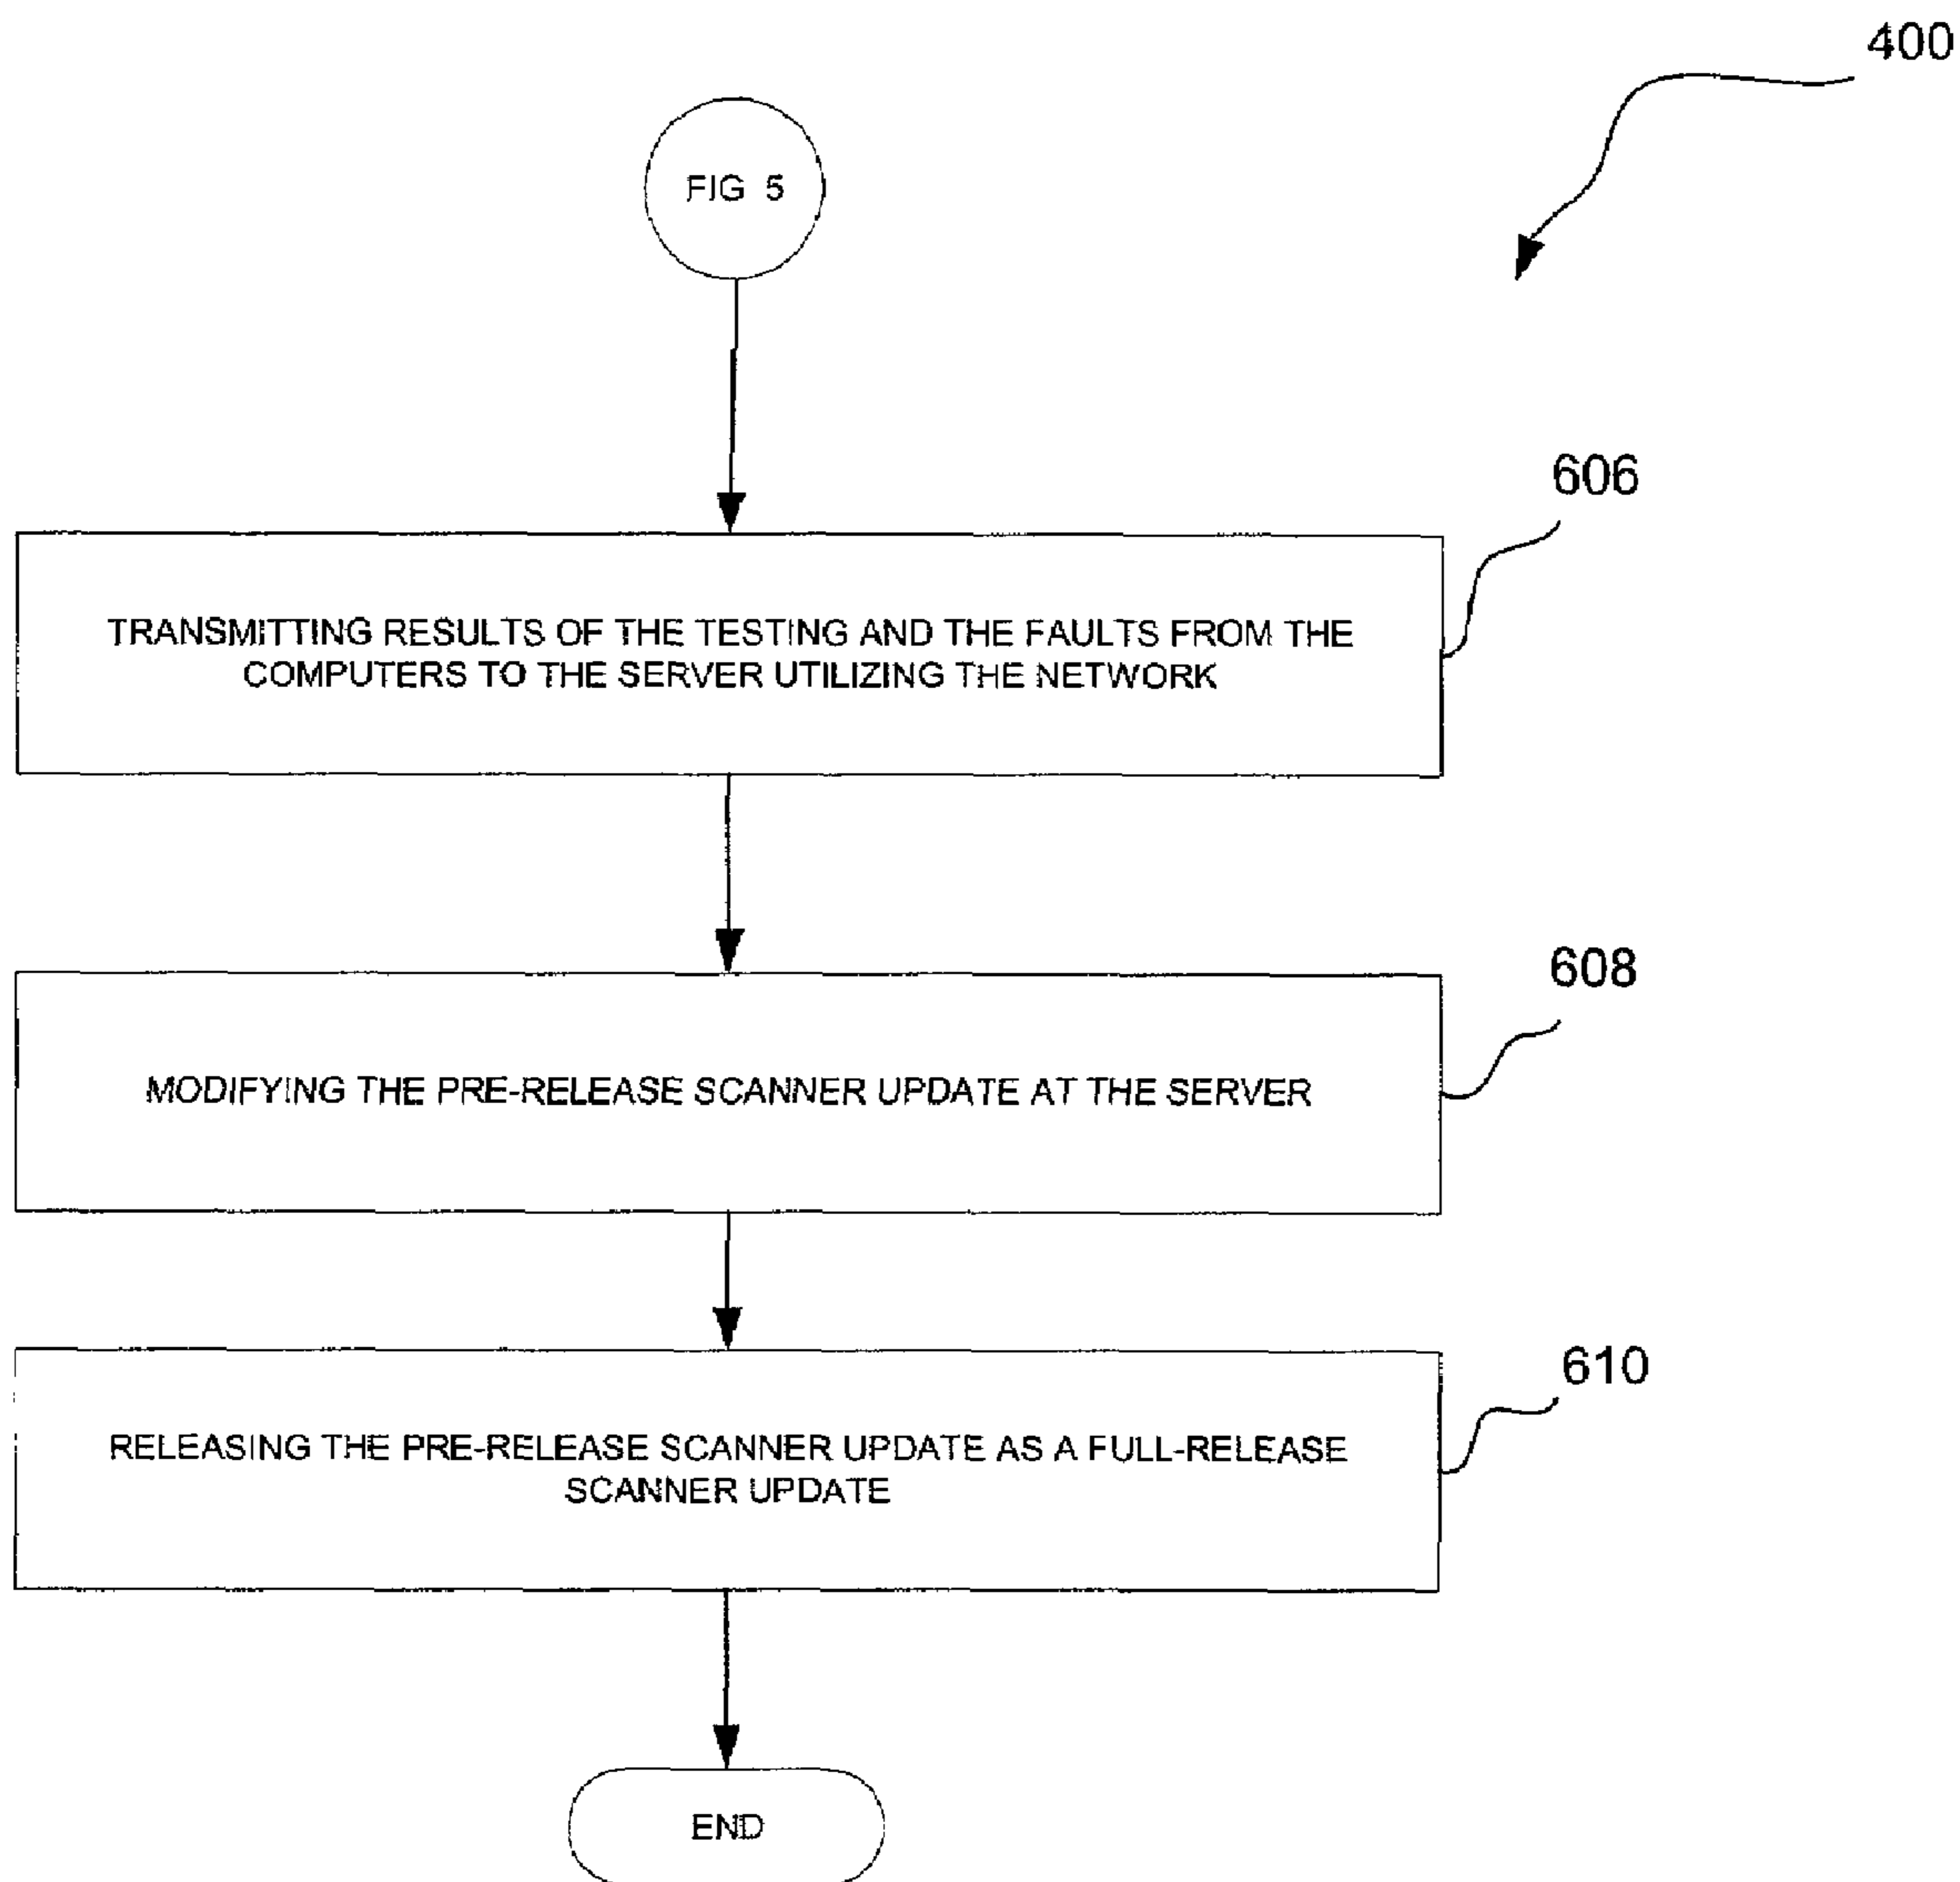 400
FIG 5
606
TRANSMITTING RESULTS OF THE TESTING AND THE FAULTS FROM THE
COMPUTERS TO THE SERVER UTILIZING THE NETWORK
608
MODIFYING THE PRE-RELEASE SCANNER UPDATE AT THE SERVER
610
RELEASING THE PRE-RELEASE SCANNER UPDATE AS A FULL-RELEASE
SCANNER UPDATE
END